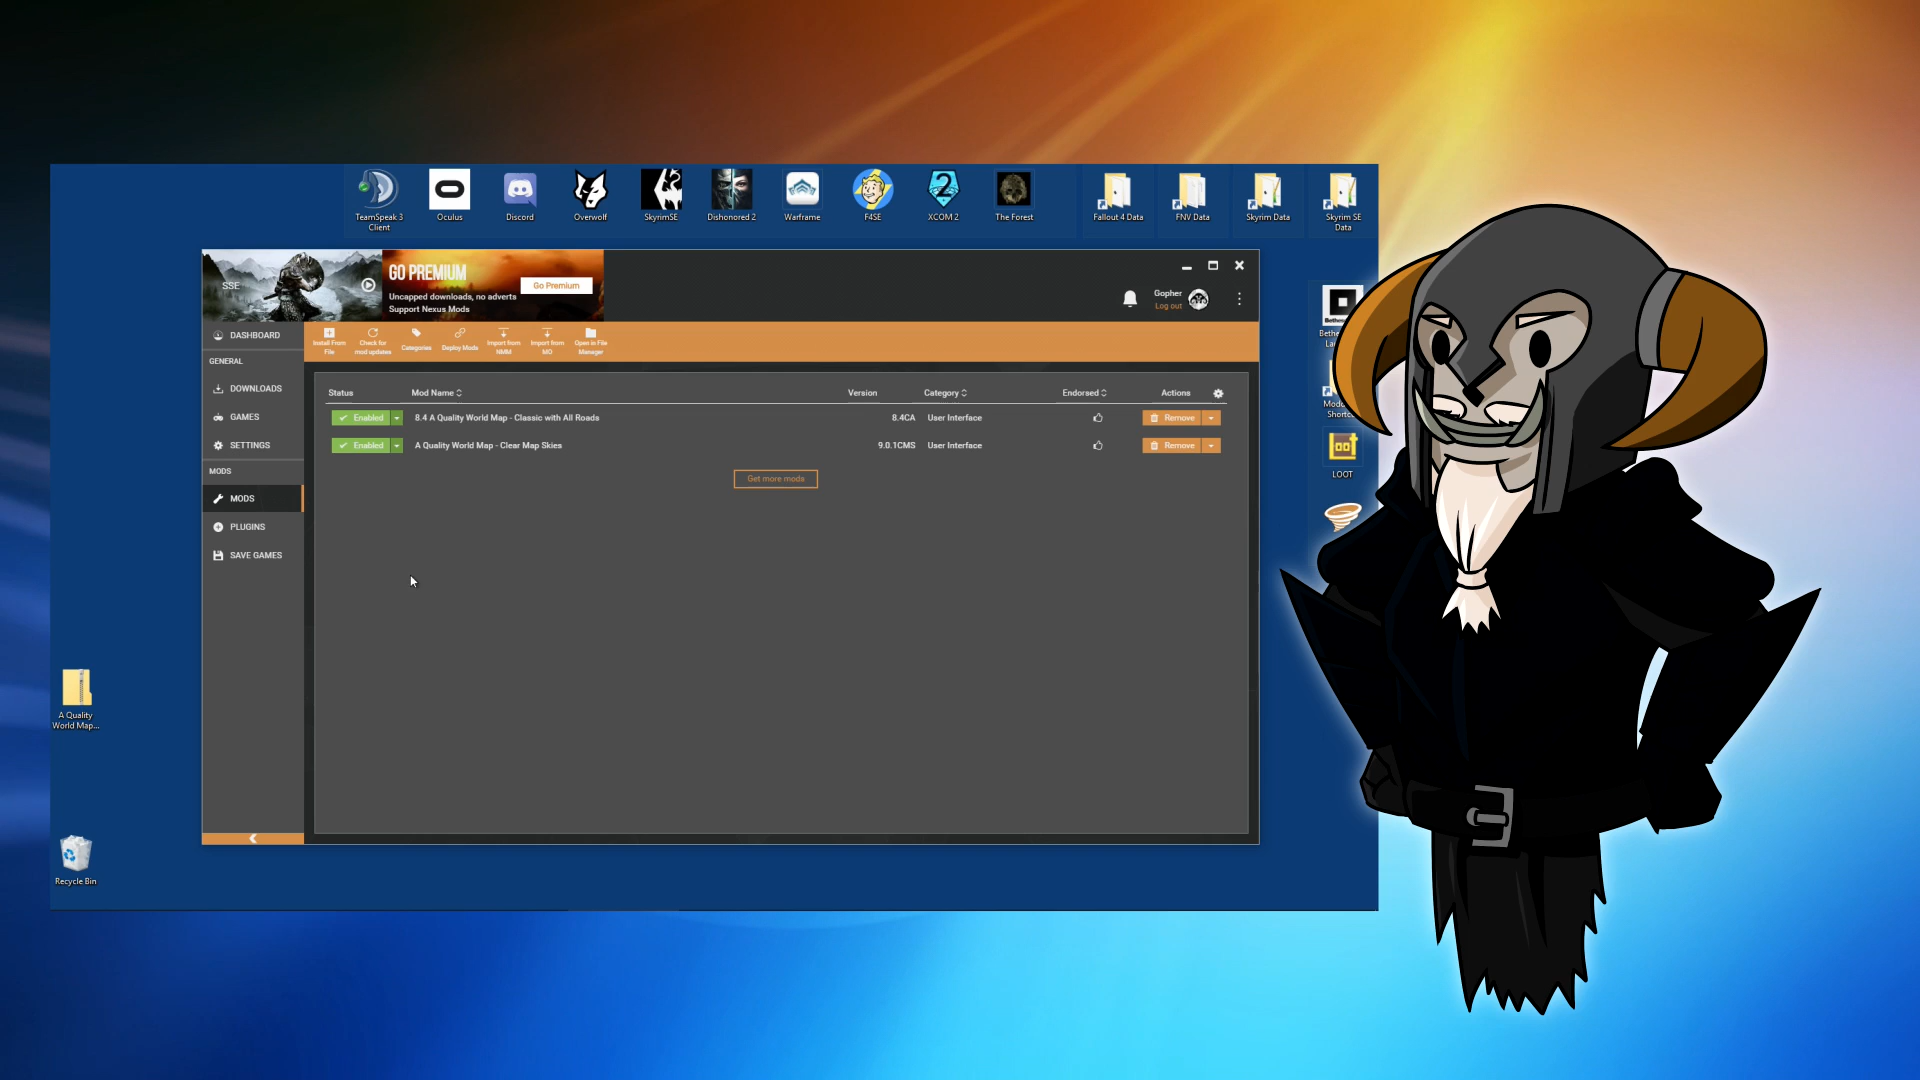 TeamSpeak 3
Client
Oculus
Discord
Overwolf
SkyrimSE
Dishonored 2
Warframe
F4SE
XCOM 2
The Forest
Fallout 4 Data
FNV Data
Skyrim Data
Skyrim SE
Data
SSE
GO PREMIUM
Uncapped downloads, no adverts
Support Nexus Mods
Go Premium
Gopher
Log out
DASHBOARD
GENERAL
DOWNLOADS
GAMES
SETTINGS
MODS
MODS
PLUGINS
SAVE GAMES
Install From
File
Check for
mod updates
Categories
Deploy Mods
Import from
NMM
Import from
MO
Open in File
Manager
Status Mod Name Version Category Endorsed Actions
Enabled 8.4 A Quality World Map - Classic with All Roads 8.4CA User Interface Remove
Enabled A Quality World Map - Clear Map Skies 9.0.1CMS User Interface Remove
Get more mods
loot
LOOT
A Quality
World Map...
Recycle Bin